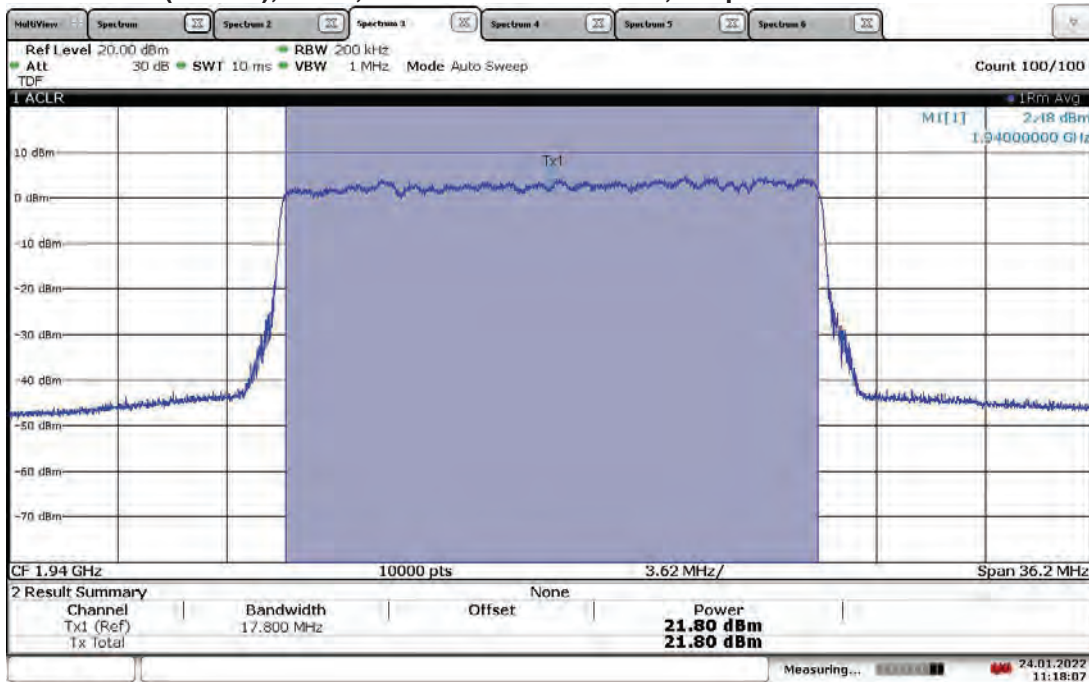 MultiView Spectrum Spectrum 2 Spectrum 3 Spectrum 4 Spectrum 5 Spectrum 6
Ref Level 20.00 dBm RBW 200 kHz
Att 30 dB SWT 10 ms VBW 1 MHz Mode Auto Sweep Count 100/100
TDF
1 ACLR 1Rm Avg
M1[1] 2.48 dBm
1.94000000 GHz
10 dBm
Tx1
0 dBm
-10 dBm
-20 dBm
-30 dBm
-40 dBm
-50 dBm
-60 dBm
-70 dBm
CF 1.94 GHz 10000 pts 3.62 MHz/ Span 36.2 MHz
2 Result Summary None
Channel Bandwidth Offset Power
Tx1 (Ref) 17.800 MHz 21.80 dBm
Tx Total 21.80 dBm
Measuring... 24.01.2022
11:18:07